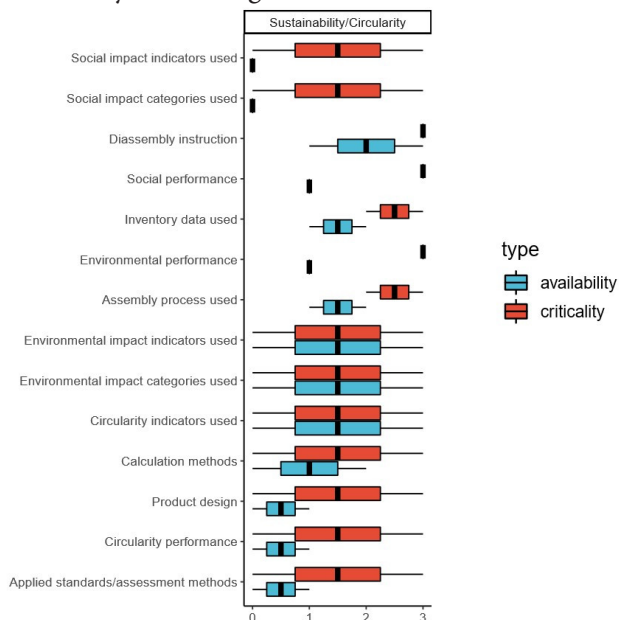 Sustainability/Circularity
Social impact indicators used
Social impact categories used
Diassembly instruction
Social performance
Inventory data used
Environmental performance
Assembly process used
Environmental impact indicators used
Environmental impact categories used
Circularity indicators used
Calculation methods
Product design
Circularity performance
Applied standards/assessment methods
0 1 2 3
type
availability
criticality